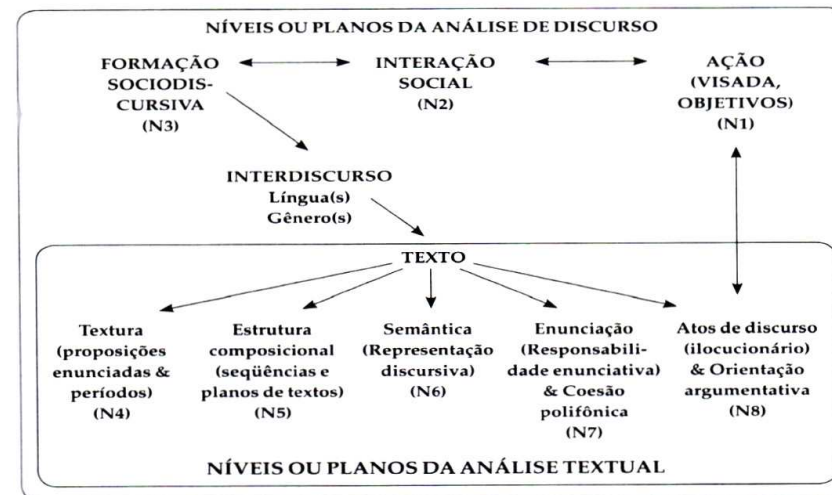 NÍVEIS OU PLANOS DA ANÁLISE DE DISCURSO
FORMAÇÃO
SOCIODIS-
CURSIVA
(N3)
INTERAÇÃO
SOCIAL
(N2)
AÇÃO
(VISADA,
OBJETIVOS)
(N1)
INTERDISCURSO
Língua(s)
Gênero(s)
TEXTO
Textura
(proposições
enunciadas &
períodos)
(N4)
Estrutura
composicional
(seqüências e
planos de textos)
(N5)
Semântica
(Representação
discursiva)
(N6)
Enunciação
(Responsabili-
dade enunciativa)
& Coesão
polifônica
(N7)
Atos de discurso
(ilocucionário)
& Orientação
argumentativa
(N8)
NÍVEIS OU PLANOS DA ANÁLISE TEXTUAL